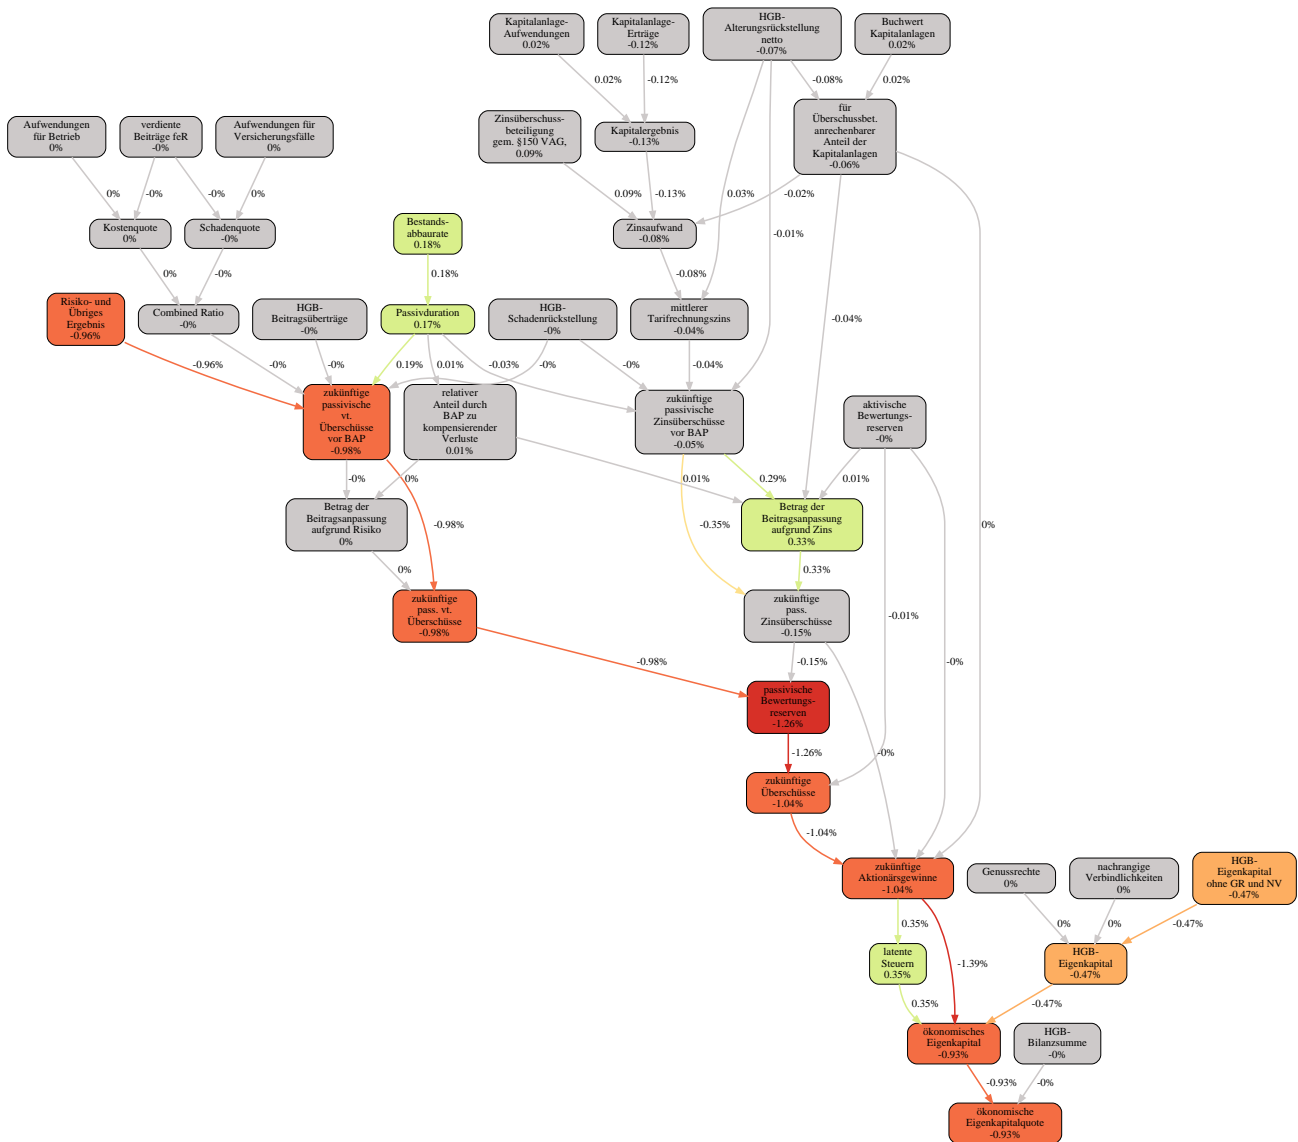 Kapitalanlage-
Aufwendungen
0.02%
Kapitalanlage-
Erträge
-0.12%
HGB-
Alterungsrückstellung
netto
-0.07%
Buchwert
Kapitalanlagen
0.02%
0.02%
-0.12%
-0.08%
0.02%
Aufwendungen
für Betrieb
0%
verdiente
Beiträge feR
-0%
Aufwendungen für
Versicherungsfälle
0%
Zinsüberschuss-
beteiligung
gem. §150 VAG,
0.09%
Kapitalergebnis
-0.13%
für
Überschussbet.
anrechenbarer
Anteil der
Kapitalanlagen
-0.06%
0%
-0%
-0%
0%
0.09%
-0.13%
0.03%
-0.02%
Kostenquote
0%
Schadenquote
-0%
Bestands-
abbaurate
0.18%
Zinsaufwand
-0.08%
-0.01%
0%
-0%
0.18%
-0.08%
Risiko- und
Übriges
Ergebnis
-0.96%
Combined Ratio
-0%
HGB-
Beitragsüberträge
-0%
Passivduration
0.17%
HGB-
Schadenrückstellung
-0%
mittlerer
Tarifrechnungszins
-0.04%
-0.04%
-0.96%
-0%
-0%
0.19%
0.01%
-0.03%
-0%
-0%
-0.04%
zukünftige
passivische
vt.
Überschüsse
vor BAP
-0.98%
relativer
Anteil durch
BAP zu
kompensierender
Verluste
0.01%
zukünftige
passivische
Zinsüberschüsse
vor BAP
-0.05%
aktivische
Bewertungs-
reserven
-0%
-0%
0%
0.01%
0.29%
0.01%
Betrag der
Beitragsanpassung
aufgrund Risiko
0%
-0.98%
-0.35%
Betrag der
Beitragsanpassung
aufgrund Zins
0.33%
0%
0%
0.33%
zukünftige
pass. vt.
Überschüsse
-0.98%
zukünftige
pass.
Zinsüberschüsse
-0.15%
-0.01%
-0.98%
-0.15%
-0%
passivische
Bewertungs-
reserven
-1.26%
-1.26%
-0%
zukünftige
Überschüsse
-1.04%
-1.04%
zukünftige
Aktionärsgewinne
-1.04%
Genussrechte
0%
nachrangige
Verbindlichkeiten
0%
HGB-
Eigenkapital
ohne GR und NV
-0.47%
0.35%
-1.39%
0%
0%
-0.47%
latente
Steuern
0.35%
HGB-
Eigenkapital
-0.47%
0.35%
-0.47%
ökonomisches
Eigenkapital
-0.93%
HGB-
Bilanzsumme
-0%
-0.93%
-0%
ökonomische
Eigenkapitalquote
-0.93%